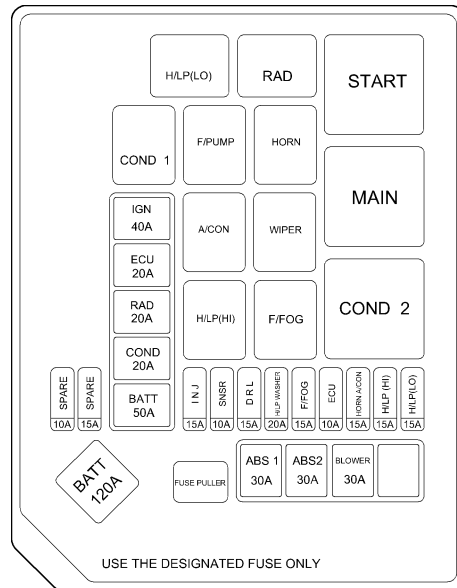 H/LP(LO)
RAD
START
COND 1
F/PUMP
HORN
MAIN
IGN
40A
A/CON
WIPER
ECU
20A
RAD
20A
H/LP(HI)
F/FOG
COND 2
COND
20A
BATT
50A
SPARE
10A
SPARE
15A
INJ
15A
SNSR
10A
DRL
15A
H/LP WASHER
20A
F/FOG
15A
ECU
10A
HORN A/CON
15A
H/LP (HI)
15A
H/LP(LO)
15A
BATT
120A
FUSE PULLER
ABS 1
30A
ABS2
30A
BLOWER
30A
USE THE DESIGNATED FUSE ONLY